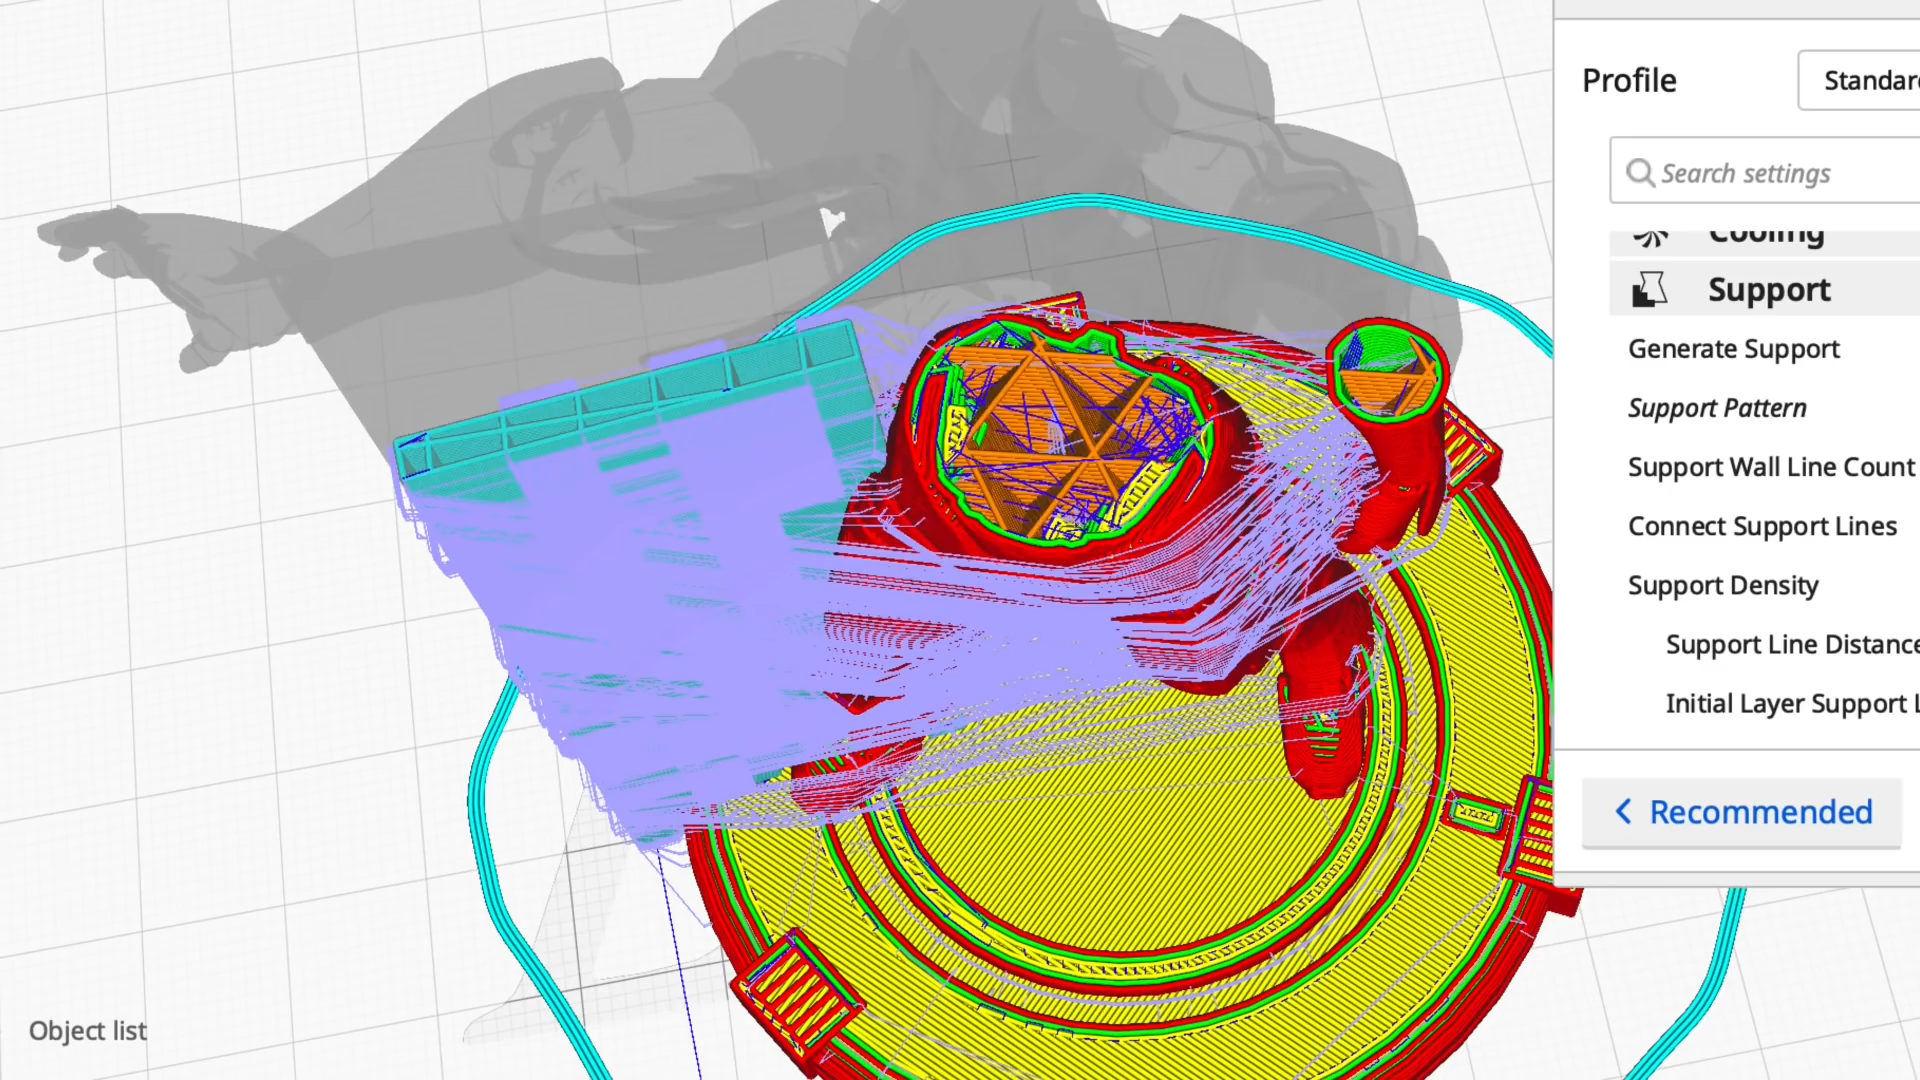 Profile
Standar
Search settings
Cooling
Support
Generate Support
Support Pattern
Support Wall Line Count
Connect Support Lines
Support Density
Support Line Distance
Initial Layer Support L
Recommended
Object list